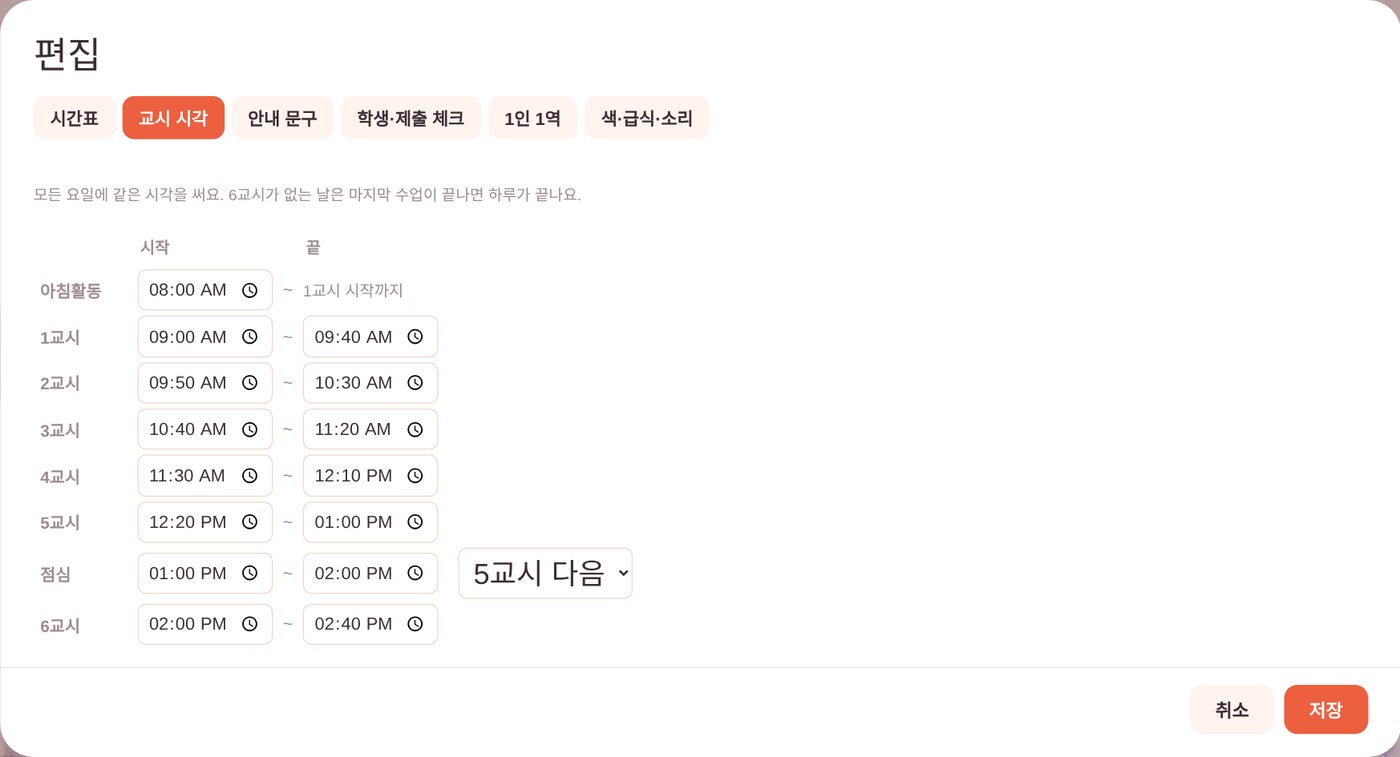 편집
시간표 교시 시각 안내 문구 학생·제출 체크 1인 1역 색·급식·소리
모든 요일에 같은 시각을 써요. 6교시가 없는 날은 마지막 수업이 끝나면 하루가 끝나요.
시작 끝
아침활동 08:00 AM ~ 1교시 시작까지
1교시 09:00 AM ~ 09:40 AM
2교시 09:50 AM ~ 10:30 AM
3교시 10:40 AM ~ 11:20 AM
4교시 11:30 AM ~ 12:10 PM
5교시 12:20 PM ~ 01:00 PM
점심 01:00 PM ~ 02:00 PM 5교시 다음
6교시 02:00 PM ~ 02:40 PM
취소 저장